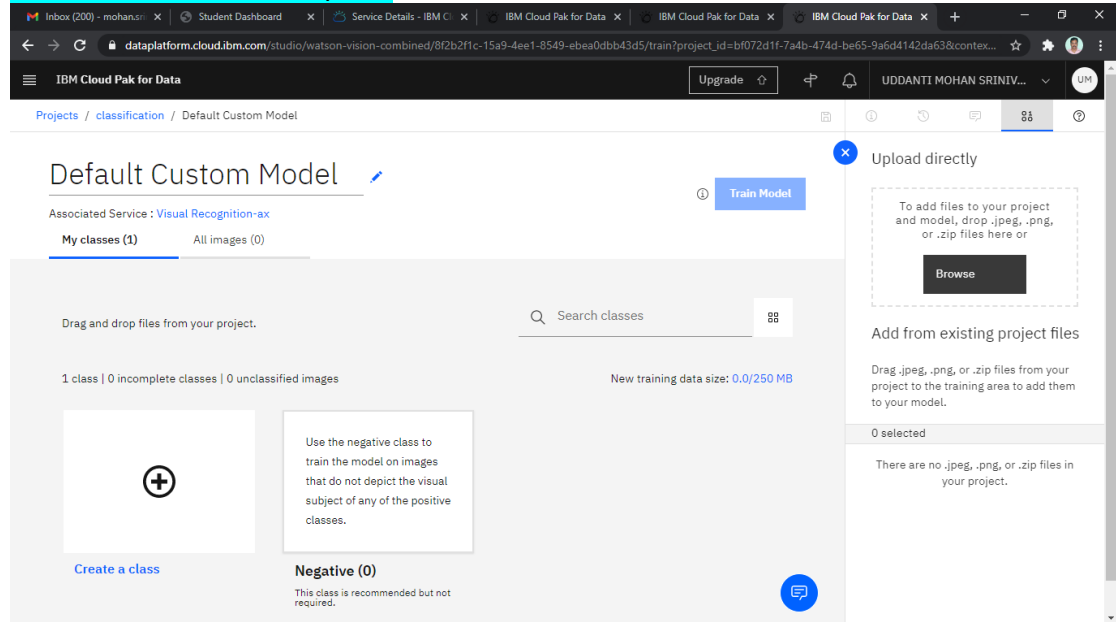 Inbox (200) - mohan.sri
Student Dashboard
Service Details - IBM Cl
IBM Cloud Pak for Data
IBM Cloud Pak for Data
IBM Cloud Pak for Data
dataplatform.cloud.ibm.com/studio/watson-vision-combined/8f2b2f1c-15a9-4ee1-8549-ebea0dbb43d5/train?project_id=bf072d1f-7a4b-474d-be65-9a6d4142da63&contex...
IBM Cloud Pak for Data
Upgrade
UDDANTI MOHAN SRINIV...
UM
Projects / classification / Default Custom Model
Default Custom Model
Train Model
Associated Service : Visual Recognition-ax
My classes (1)
All images (0)
Drag and drop files from your project.
Search classes
1 class | 0 incomplete classes | 0 unclassified images
New training data size: 0.0/250 MB
Create a class
Use the negative class to
train the model on images
that do not depict the visual
subject of any of the positive
classes.
Negative (0)
This class is recommended but not
required.
Upload directly
To add files to your project
and model, drop .jpeg, .png,
or .zip files here or
Browse
Add from existing project files
Drag .jpeg, .png, or .zip files from your
project to the training area to add them
to your model.
0 selected
There are no .jpeg, .png, or .zip files in
your project.